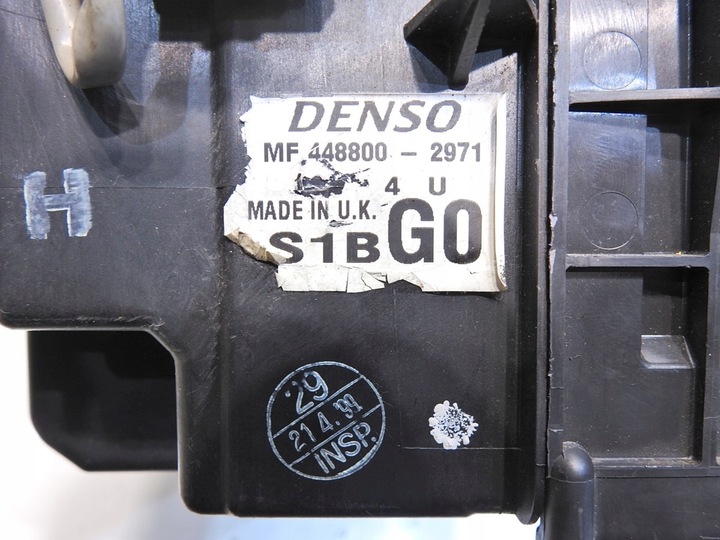 DENSO
MF 448800 - 2971
4 U
MADE IN U.K.
S1B G0
H
29
21 4. '99
INSP.